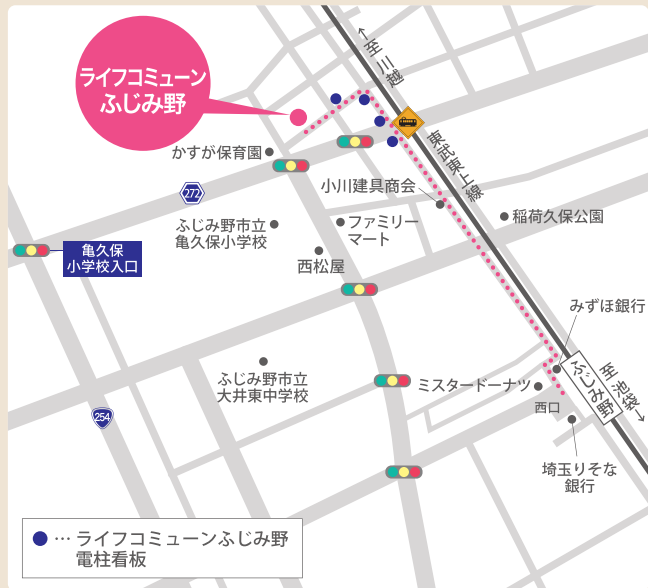 ライフコミューン
ふじみ野
↑至川越
東武東上線
かすが保育園
272
小川建具商会
稲荷久保公園
ふじみ野市立
亀久保小学校
ファミリー
マート
亀久保
小学校入口
西松屋
みずほ銀行
ふじみ野
至池袋↓
ふじみ野市立
大井東中学校
ミスタードーナツ
西口
254
埼玉りそな
銀行
●… ライフコミューンふじみ野
電柱看板